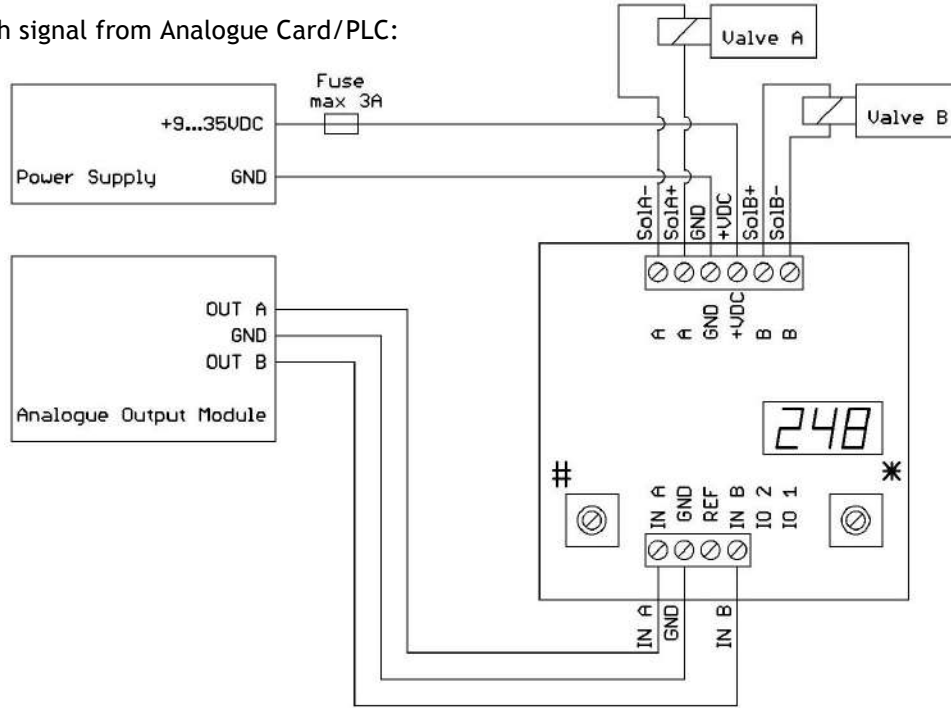 h signal from Analogue Card/PLC:
Valve A
Fuse
max 3A
+9...35VDC
Valve B
Power Supply GND
SolA-
SolA+
GND
+VDC
SolB+
SolB-
OUT A
GND
OUT B
A
A
GND
+VDC
B
B
Analogue Output Module
248
#
*
IN A
GND
REF
IN B
IO 2
IO 1
IN A
GND
IN B